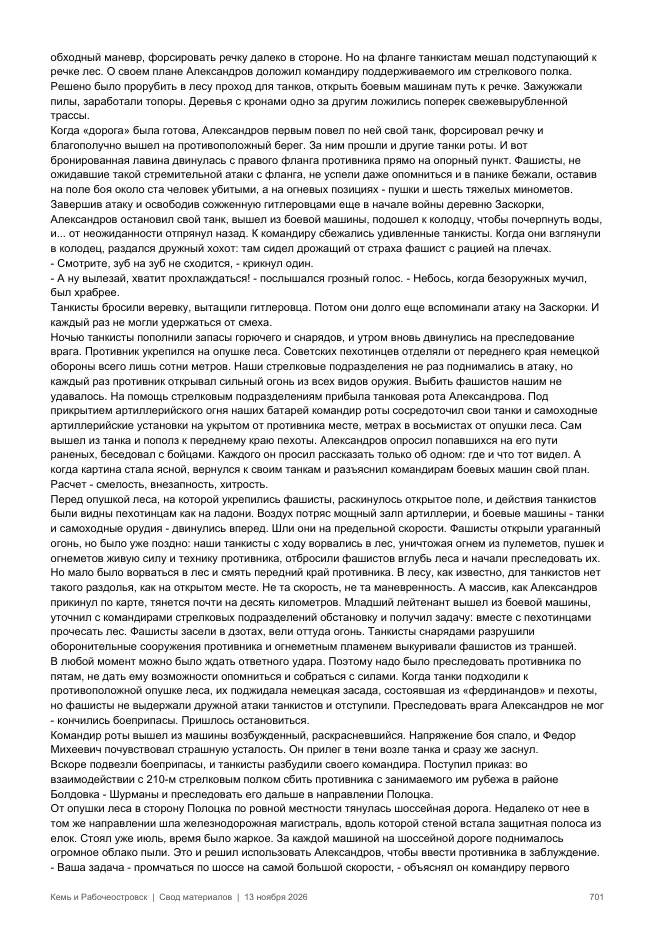 обходный маневр, форсировать речку далеко в стороне. Но на фланге танкистам мешал подступающий к
речке лес. О своем плане Александров доложил командиру поддерживаемого им стрелкового полка.
Решено было прорубить в лесу проход для танков, открыть боевым машинам путь к речке. Зажужжали
пилы, заработали топоры. Деревья с кронами одно за другим ложились поперек свежевырубленной
трассы.
Когда «дорога» была готова, Александров первым повел по ней свой танк, форсировал речку и
благополучно вышел на противоположный берег. За ним прошли и другие танки роты. И вот
бронированная лавина двинулась с правого фланга противника прямо на опорный пункт. Фашисты, не
ожидавшие такой стремительной атаки с фланга, не успели даже опомниться и в панике бежали, оставив
на поле боя около ста человек убитыми, а на огневых позициях - пушки и шесть тяжелых минометов.
Завершив атаку и освободив сожженную гитлеровцами еще в начале войны деревню Заскорки,
Александров остановил свой танк, вышел из боевой машины, подошел к колодцу, чтобы почерпнуть воды,
и... от неожиданности отпрянул назад. К командиру сбежались удивленные танкисты. Когда они взглянули
в колодец, раздался дружный хохот: там сидел дрожащий от страха фашист с рацией на плечах.
- Смотрите, зуб на зуб не сходится, - крикнул один.
- А ну вылезай, хватит прохлаждаться! - послышался грозный голос. - Небось, когда безоружных мучил,
был храбрее.
Танкисты бросили веревку, вытащили гитлеровца. Потом они долго еще вспоминали атаку на Заскорки. И
каждый раз не могли удержаться от смеха.
Ночью танкисты пополнили запасы горючего и снарядов, и утром вновь двинулись на преследование
врага. Противник укрепился на опушке леса. Советских пехотинцев отделяли от переднего края немецкой
обороны всего лишь сотни метров. Наши стрелковые подразделения не раз поднимались в атаку, но
каждый раз противник открывал сильный огонь из всех видов оружия. Выбить фашистов нашим не
удавалось. На помощь стрелковым подразделениям прибыла танковая рота Александрова. Под
прикрытием артиллерийского огня наших батарей командир роты сосредоточил свои танки и самоходные
артиллерийские установки на укрытом от противника месте, метрах в восьмистах от опушки леса. Сам
вышел из танка и пополз к переднему краю пехоты. Александров опросил попавшихся на его пути
раненых, беседовал с бойцами. Каждого он просил рассказать только об одном: где и что тот видел. А
когда картина стала ясной, вернулся к своим танкам и разъяснил командирам боевых машин свой план.
Расчет - смелость, внезапность, хитрость.
Перед опушкой леса, на которой укрепились фашисты, раскинулось открытое поле, и действия танкистов
были видны пехотинцам как на ладони. Воздух потряс мощный залп артиллерии, и боевые машины - танки
и самоходные орудия - двинулись вперед. Шли они на предельной скорости. Фашисты открыли ураганный
огонь, но было уже поздно: наши танкисты с ходу ворвались в лес, уничтожая огнем из пулеметов, пушек и
огнеметов живую силу и технику противника, отбросили фашистов вглубь леса и начали преследовать их.
Но мало было ворваться в лес и смять передний край противника. В лесу, как известно, для танкистов нет
такого раздолья, как на открытом месте. Не та скорость, не та маневренность. А массив, как Александров
прикинул по карте, тянется почти на десять километров. Младший лейтенант вышел из боевой машины,
уточнил с командирами стрелковых подразделений обстановку и получил задачу: вместе с пехотинцами
прочесать лес. Фашисты засели в дзотах, вели оттуда огонь. Танкисты снарядами разрушили
оборонительные сооружения противника и огнеметным пламенем выкуривали фашистов из траншей.
В любой момент можно было ждать ответного удара. Поэтому надо было преследовать противника по
пятам, не дать ему возможности опомниться и собраться с силами. Когда танки подходили к
противоположной опушке леса, их поджидала немецкая засада, состоявшая из «фердинандов» и пехоты,
но фашисты не выдержали дружной атаки танкистов и отступили. Преследовать врага Александров не мог
- кончились боеприпасы. Пришлось остановиться.
Командир роты вышел из машины возбужденный, раскрасневшийся. Напряжение боя спало, и Федор
Михеевич почувствовал страшную усталость. Он прилег в тени возле танка и сразу же заснул.
Вскоре подвезли боеприпасы, и танкисты разбудили своего командира. Поступил приказ: во
взаимодействии с 210-м стрелковым полком сбить противника с занимаемого им рубежа в районе
Болдовка - Шурманы и преследовать его дальше в направлении Полоцка.
От опушки леса в сторону Полоцка по ровной местности тянулась шоссейная дорога. Недалеко от нее в
том же направлении шла железнодорожная магистраль, вдоль которой стеной встала защитная полоса из
елок. Стоял уже июль, время было жаркое. За каждой машиной на шоссейной дороге поднималось
огромное облако пыли. Это и решил использовать Александров, чтобы ввести противника в заблуждение.
- Ваша задача - промчаться по шоссе на самой большой скорости, - объяснял он командиру первого
Кемь и Рабочеостровск | Свод материалов | 13 ноября 2026
701